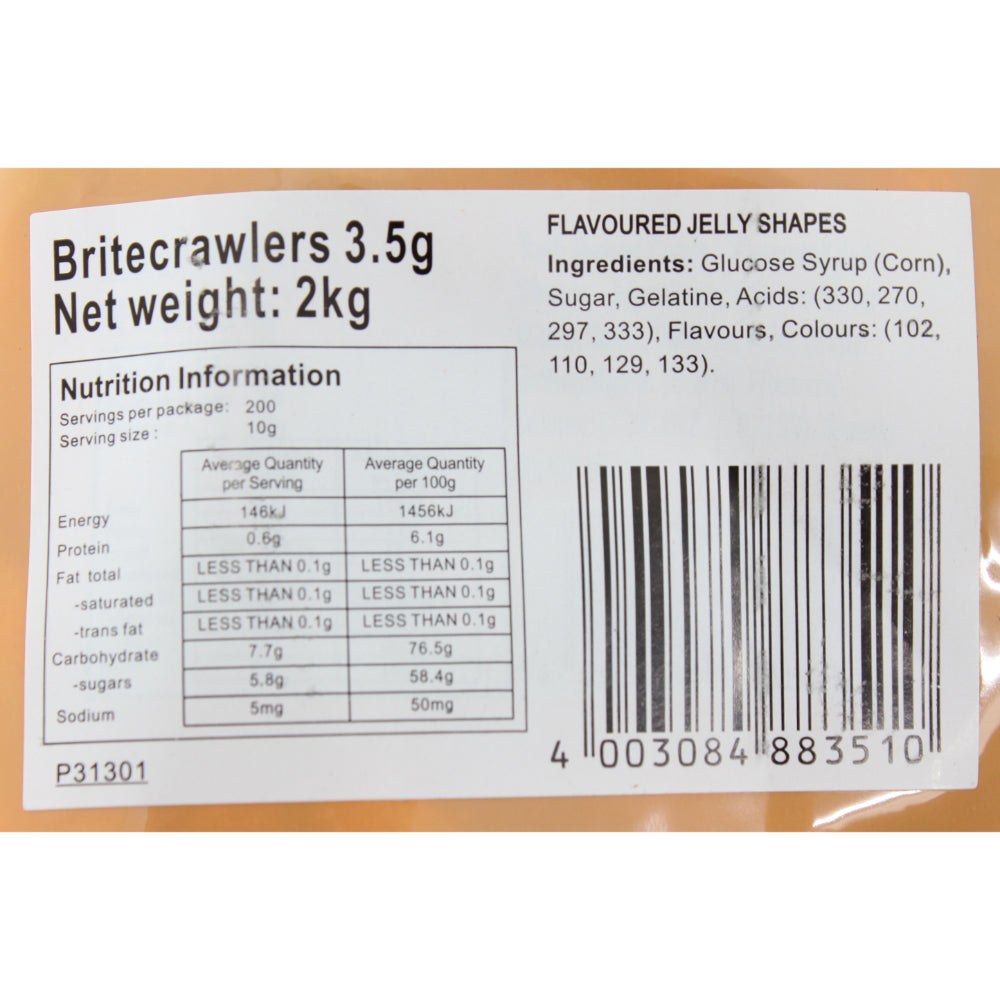 Britecrawlers 3.5g
Net weight: 2kg
Nutrition Information
Servings per package: 200
Serving size : 10g
Average Quantity per Serving Average Quantity per 100g
Energy 146kJ 1456kJ
Protein 0.6g 6.1g
Fat total LESS THAN 0.1g LESS THAN 0.1g
-saturated LESS THAN 0.1g LESS THAN 0.1g
-trans fat LESS THAN 0.1g LESS THAN 0.1g
Carbohydrate 7.7g 76.5g
-sugars 5.8g 58.4g
Sodium 5mg 50mg
P31301
FLAVOURED JELLY SHAPES
Ingredients: Glucose Syrup (Corn),
Sugar, Gelatine, Acids: (330, 270,
297, 333), Flavours, Colours: (102,
110, 129, 133).
4 003084 883510